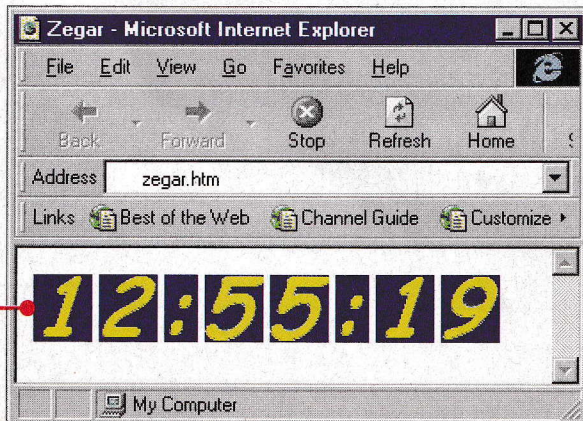 Zegar - Microsoft Internet Explorer
File Edit View Go Favorites Help
Back Forward Stop Refresh Home
Address zegar.htm
Links Best of the Web Channel Guide Customize
12:55:19
My Computer